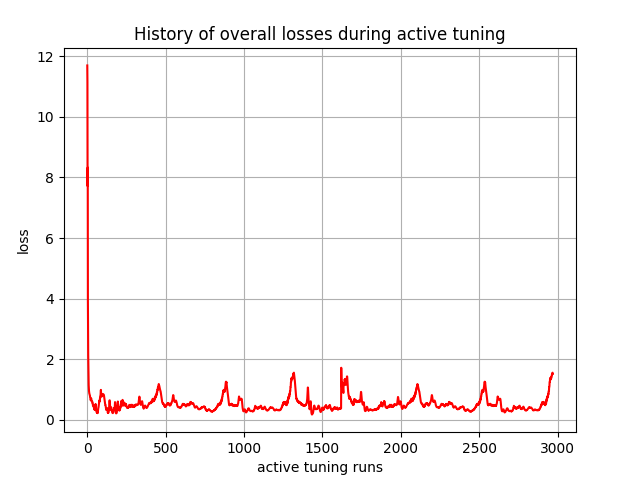 History of overall losses during active tuning
12
10
8
6
4
2
0
loss
0 500 1000 1500 2000 2500 3000
active tuning runs